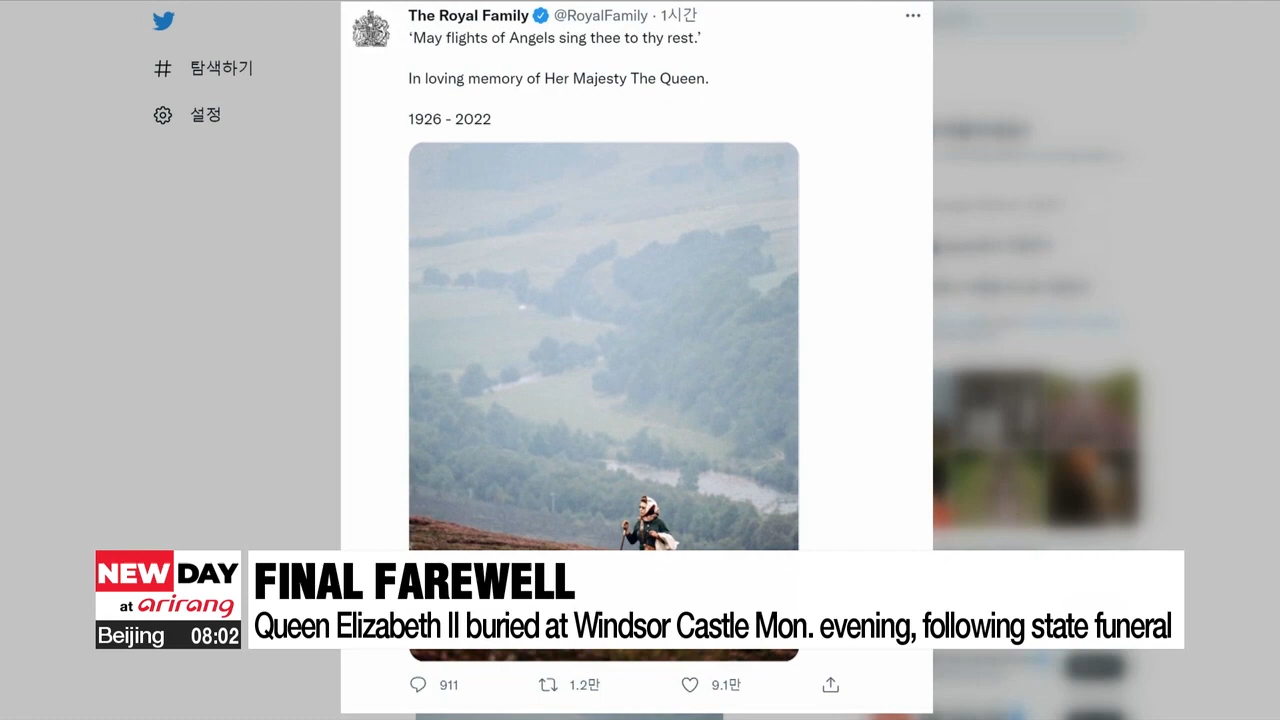 The Royal Family @RoyalFamily · 1시간
‘May flights of Angels sing thee to thy rest.’
In loving memory of Her Majesty The Queen.
1926 - 2022
탐색하기
설정
NEW DAY
at arirang
Beijing 08:02
FINAL FAREWELL
Queen Elizabeth II buried at Windsor Castle Mon. evening, following state funeral
911 1.2만 9.1만